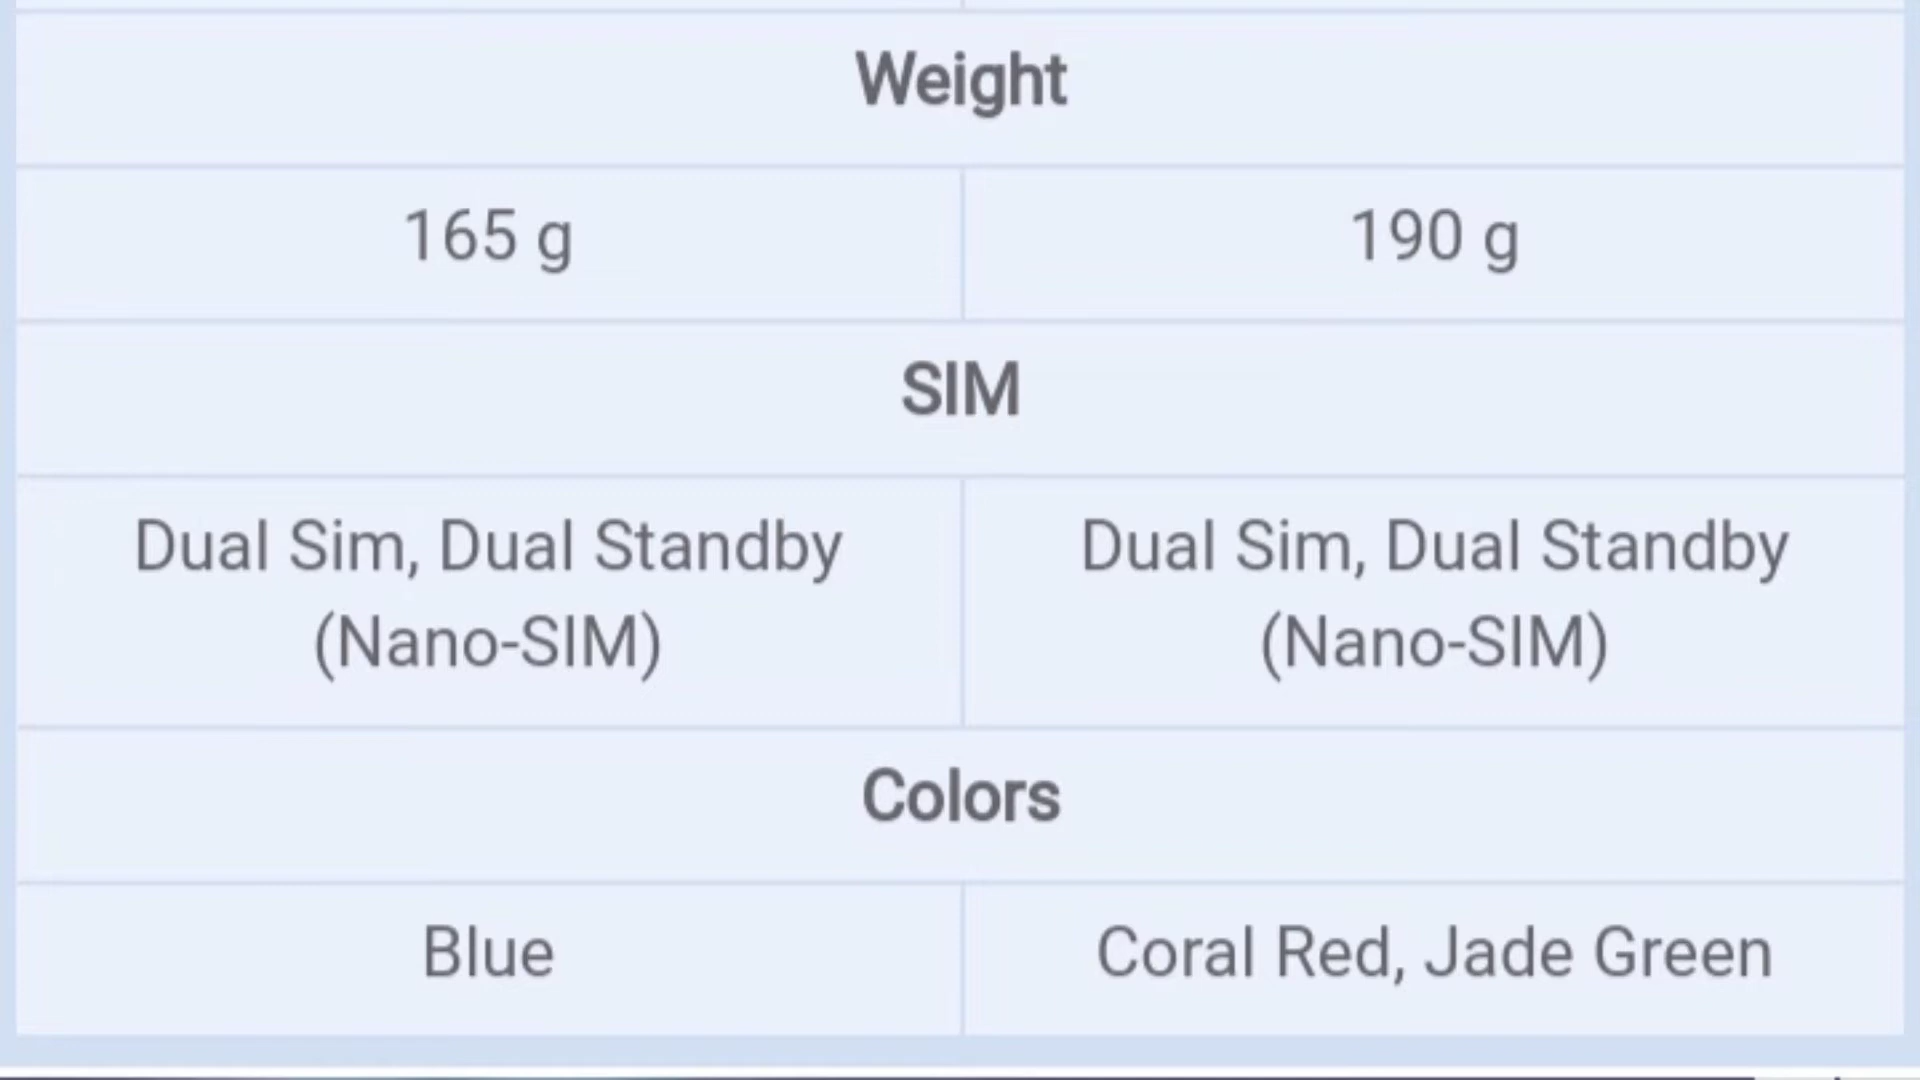 Weight
165 g 190 g
SIM
Dual Sim, Dual Standby
(Nano-SIM)
Dual Sim, Dual Standby
(Nano-SIM)
Colors
Blue Coral Red, Jade Green